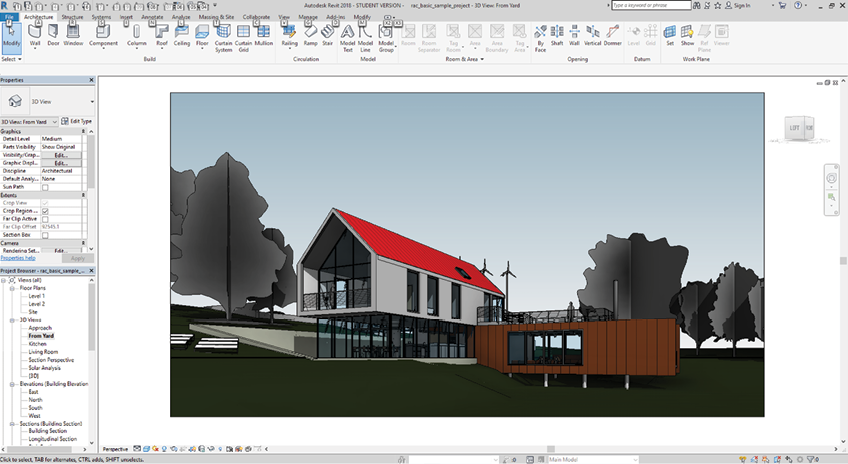 Autodesk Revit 2018 - STUDENT VERSION - rac_basic_sample_project - 3D View: From Yard
Type a keyword or phrase
Sign In
File Architecture Structure Systems Insert Annotate Analyze Massing & Site Collaborate View Manage Add-Ins Modify
Modify Wall Door Window Component Column Roof Ceiling Floor Curtain System Curtain Grid Mullion Railing Ramp Stair Model Text Model Line Model Group Room Room Separator Tag Room Area Area Boundary Tag Area By Face Shaft Wall Vertical Dormer Level Grid Set Show Ref Plane Viewer
Select Build Circulation Model Room & Area Opening Datum Work Plane
Properties
3D View
3D View: From Yard Edit Type
Graphics
Detail Level Medium
Parts Visibility Show Original
Visibility/Grap... Edit...
Graphic Displ... Edit...
Discipline Architectural
Default Analy... None
Sun Path
Extents
Crop View
Crop Region ...
Far Clip Active
Far Clip Offset
Section Box
Camera
Rendering Set... Edit...
Properties help Apply
Project Browser - rac_basic_sample_...
Views (all)
Floor Plans
Level 1
Level 2
Site
3D Views
Approach
From Yard
Kitchen
Living Room
Section Perspective
Solar Analysis
{3D}
Elevations (Building Elevation
East
North
South
West
Sections (Building Section)
Building Section
Longitudinal Section
LEFT
Perspective
Click to select, TAB for alternates, CTRL adds, SHIFT unselects.
:0
Main Model
:0